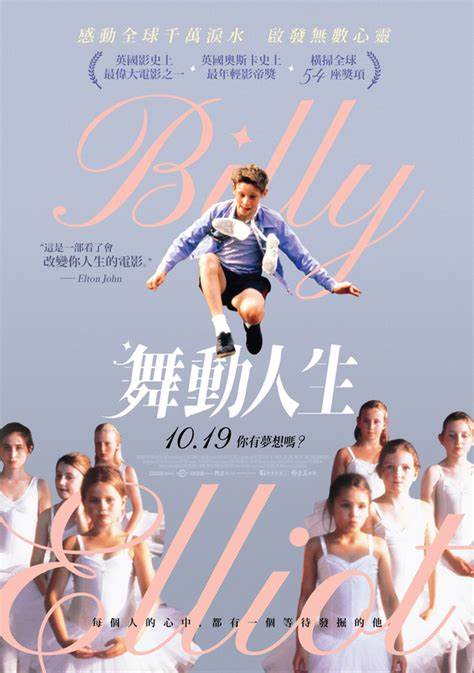 感動全球千萬淚水 啟發無數心靈
英國影史上
最偉大電影之一
英國奧斯卡史上
最年輕影帝獎
橫掃全球
54 座獎項
Billy
“這是一部看了會
改變你人生的電影。”
—— Elton John
舞動人生
10.19 你有夢想嗎？
Elliot
每個人的心中，都有一個等待發掘的他